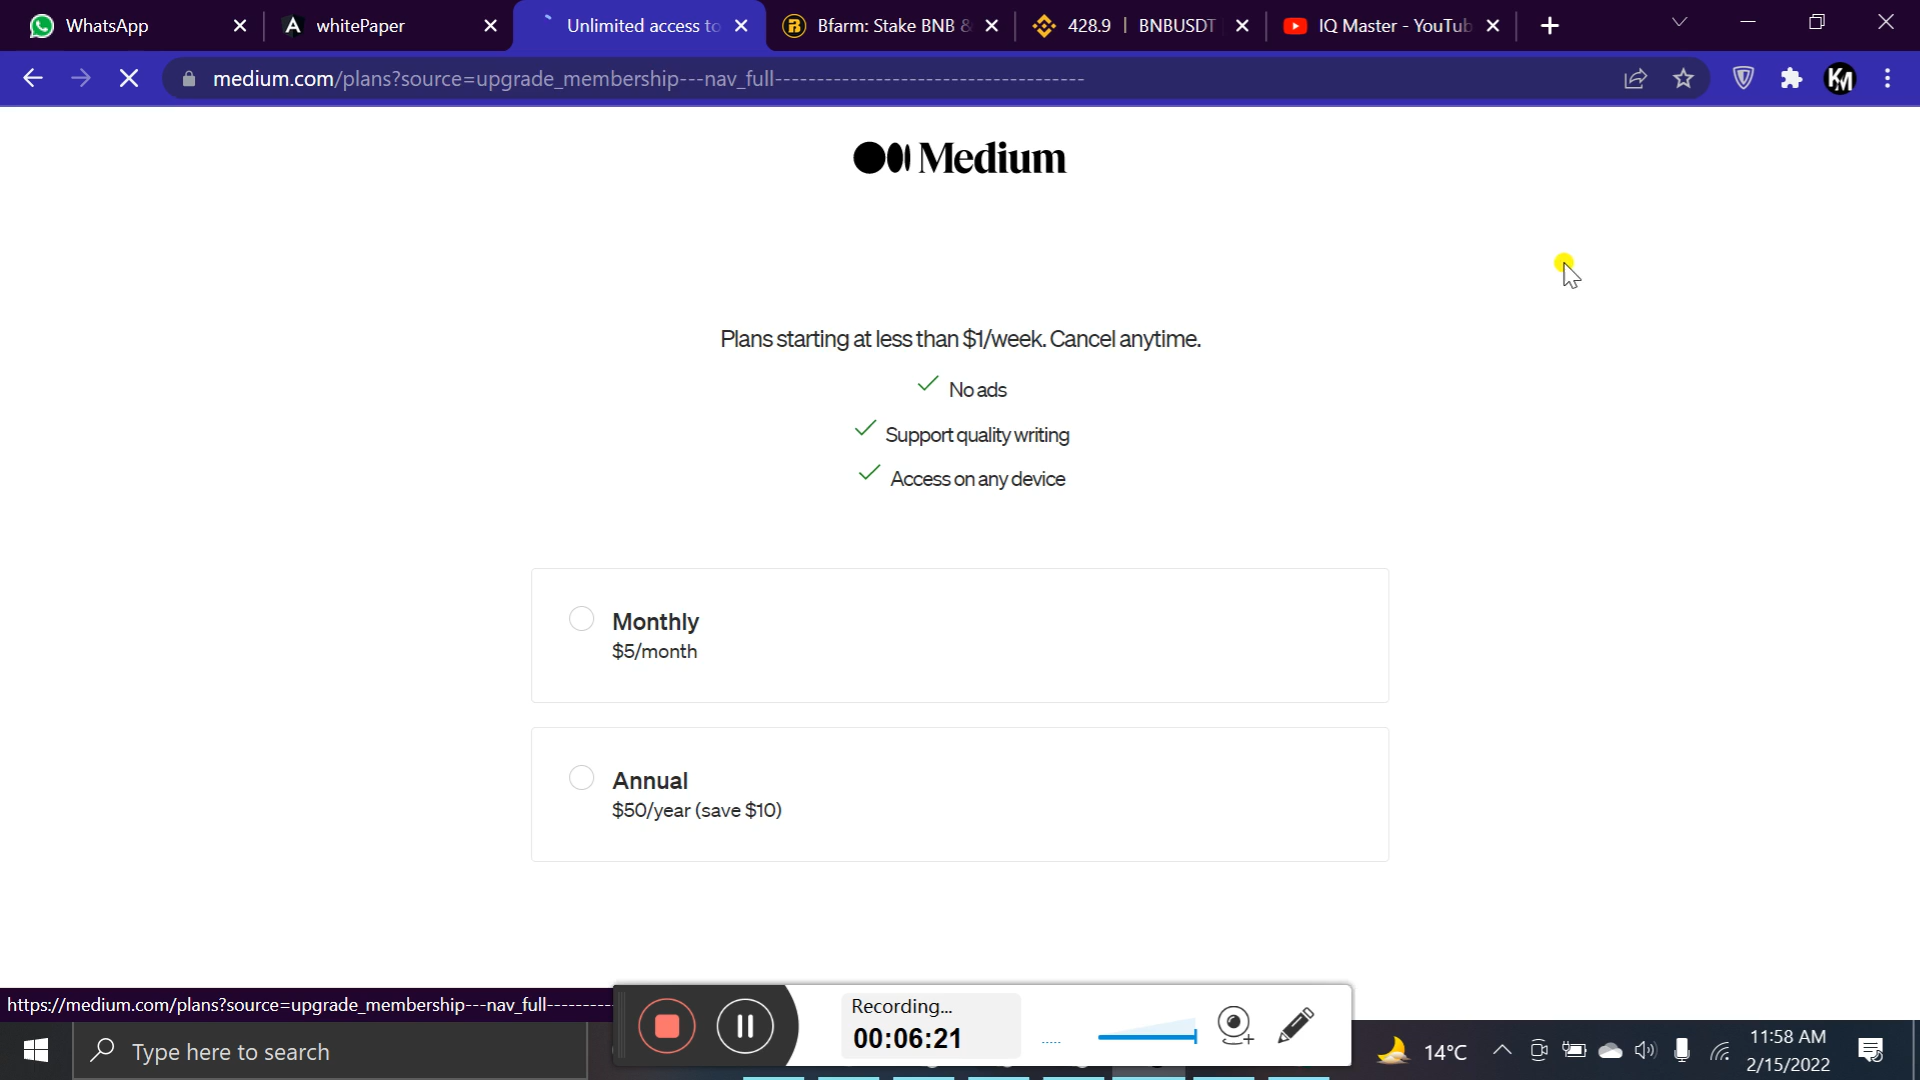 WhatsApp
whitePaper
Unlimited access to
Bfarm: Stake BNB &
428.9 | BNBUSDT
IQ Master - YouTub
medium.com/plans?source=upgrade_membership---nav_full--------------------------------------
Medium
Plans starting at less than $1/week. Cancel anytime.
No ads
Support quality writing
Access on any device
Monthly
$5/month
Annual
$50/year (save $10)
https://medium.com/plans?source=upgrade_membership---nav_full---------
Recording...
00:06:21
Type here to search
14°C
11:58 AM
2/15/2022